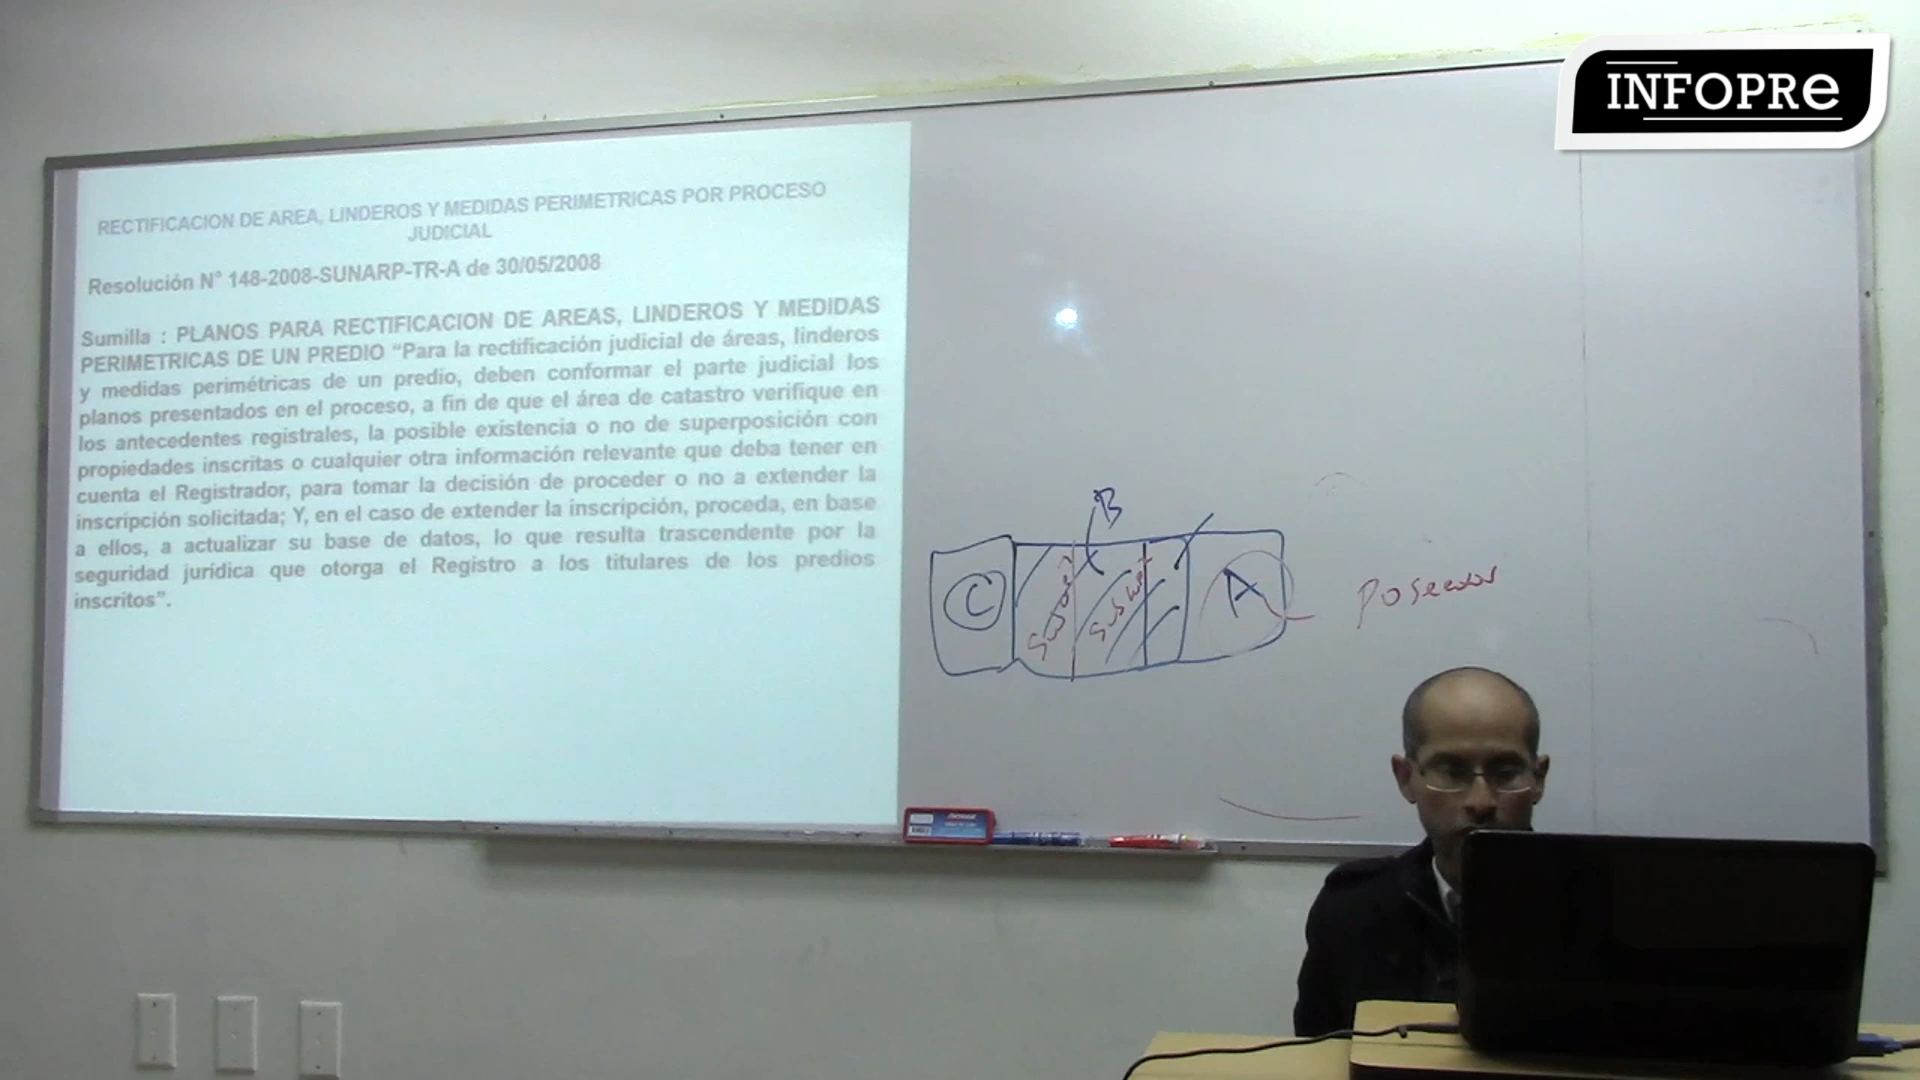 INFOPRe
RECTIFICACION DE AREA, LINDEROS Y MEDIDAS PERIMETRICAS POR PROCESO
JUDICIAL
Resolución N° 148-2008-SUNARP-TR-A de 30/05/2008
Sumilla : PLANOS PARA RECTIFICACION DE AREAS, LINDEROS Y MEDIDAS
PERIMETRICAS DE UN PREDIO “Para la rectificación judicial de áreas, linderos
y medidas perimétricas de un predio, deben conformar el parte judicial los
planos presentados en el proceso, a fin de que el área de catastro verifique en
los antecedentes registrales, la posible existencia o no de superposición con
propiedades inscritas o cualquier otra información relevante que deba tener en
cuenta el Registrador, para tomar la decisión de proceder o no a extender la
inscripción solicitada; Y, en el caso de extender la inscripción, proceda, en base
a ellos, a actualizar su base de datos, lo que resulta trascendente por la
seguridad jurídica que otorga el Registro a los titulares de los predios
inscritos”.
B
C
A
Poseedor